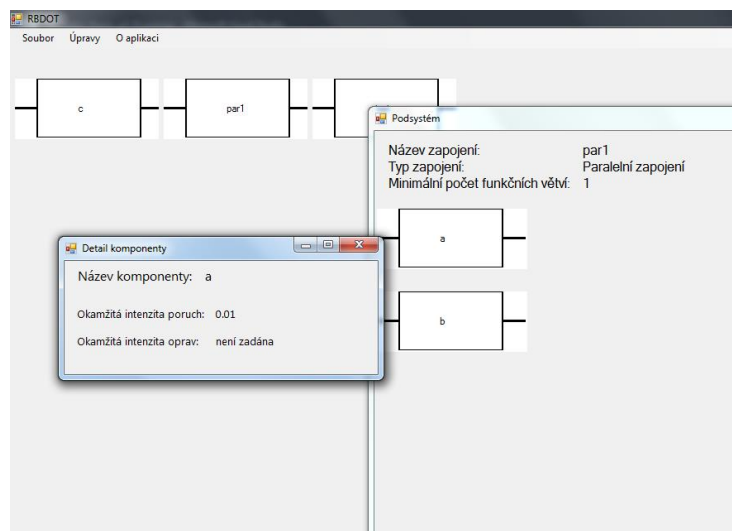 RBDOT
Soubor Úpravy O aplikaci
c
par1
Podsystém
Název zapojení: par1
Typ zapojení: Paralelní zapojení
Minimální počet funkčních větví: 1
a
b
Detail komponenty
Název komponenty: a
Okamžitá intenzita poruch: 0.01
Okamžitá intenzita oprav: není zadána